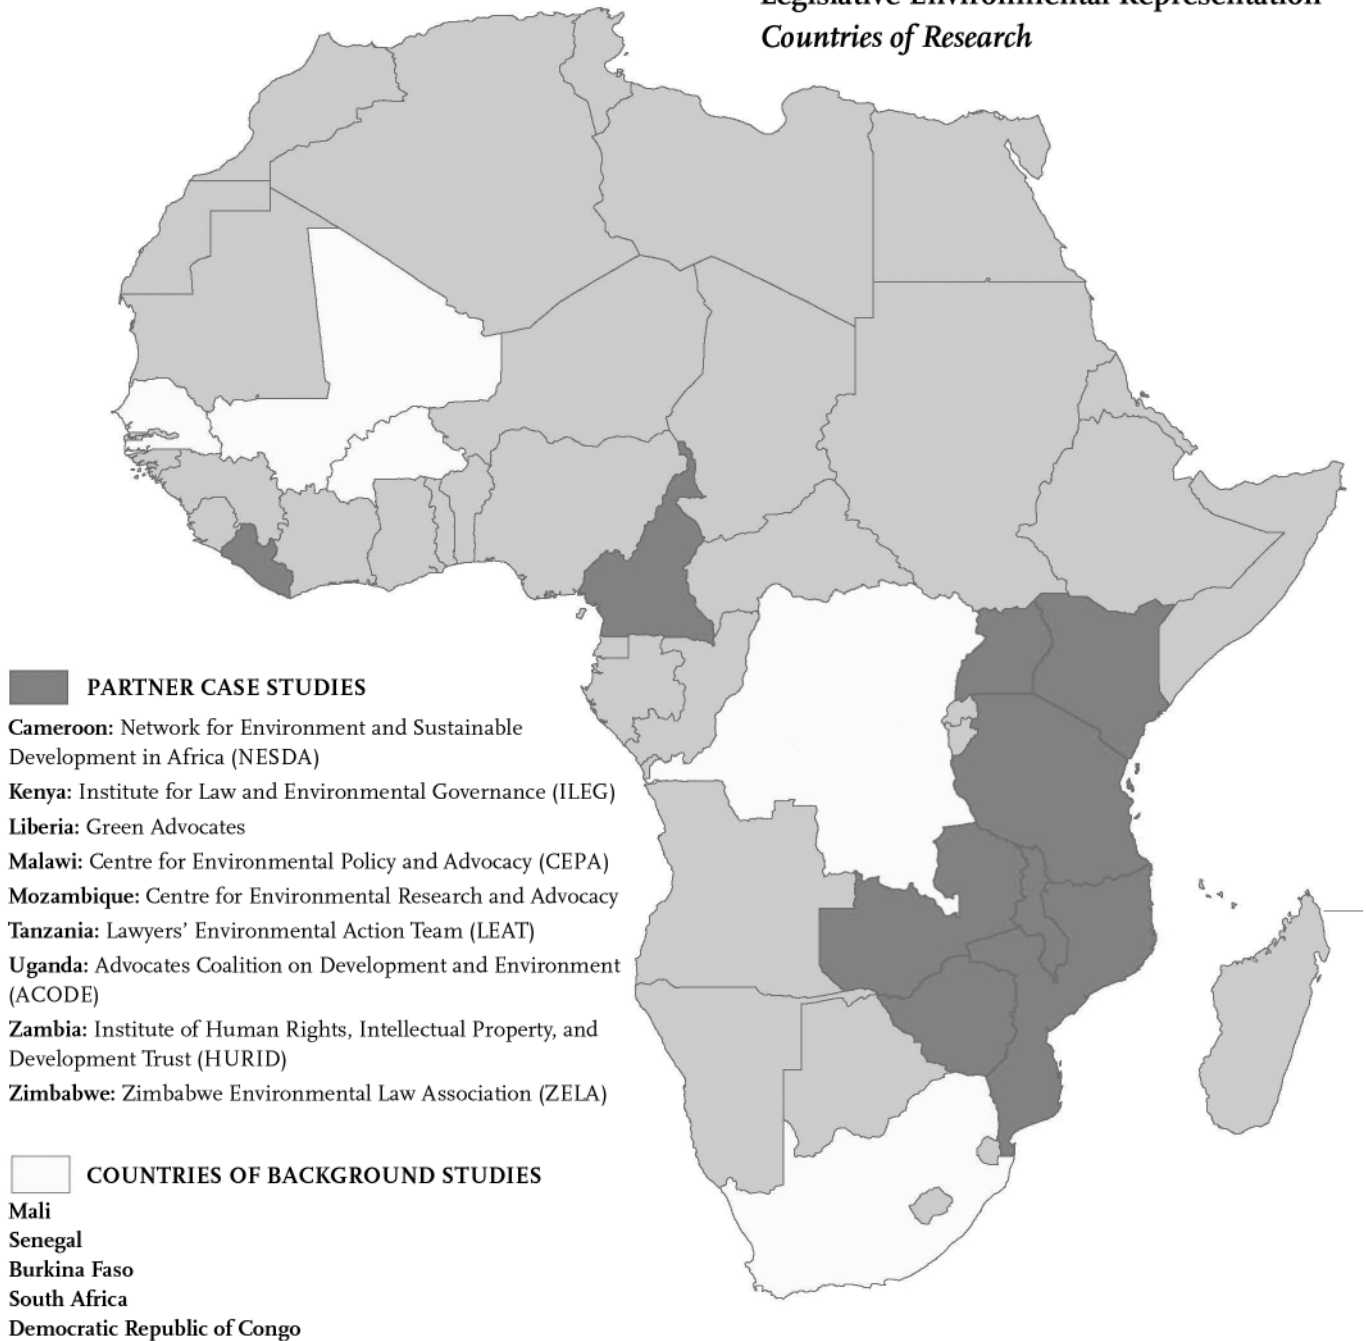 Legislative Environmental Representation
Countries of Research
PARTNER CASE STUDIES
Cameroon: Network for Environment and Sustainable
Development in Africa (NESDA)
Kenya: Institute for Law and Environmental Governance (ILEG)
Liberia: Green Advocates
Malawi: Centre for Environmental Policy and Advocacy (CEPA)
Mozambique: Centre for Environmental Research and Advocacy
Tanzania: Lawyers’ Environmental Action Team (LEAT)
Uganda: Advocates Coalition on Development and Environment
(ACODE)
Zambia: Institute of Human Rights, Intellectual Property, and
Development Trust (HURID)
Zimbabwe: Zimbabwe Environmental Law Association (ZELA)
COUNTRIES OF BACKGROUND STUDIES
Mali
Senegal
Burkina Faso
South Africa
Democratic Republic of Congo